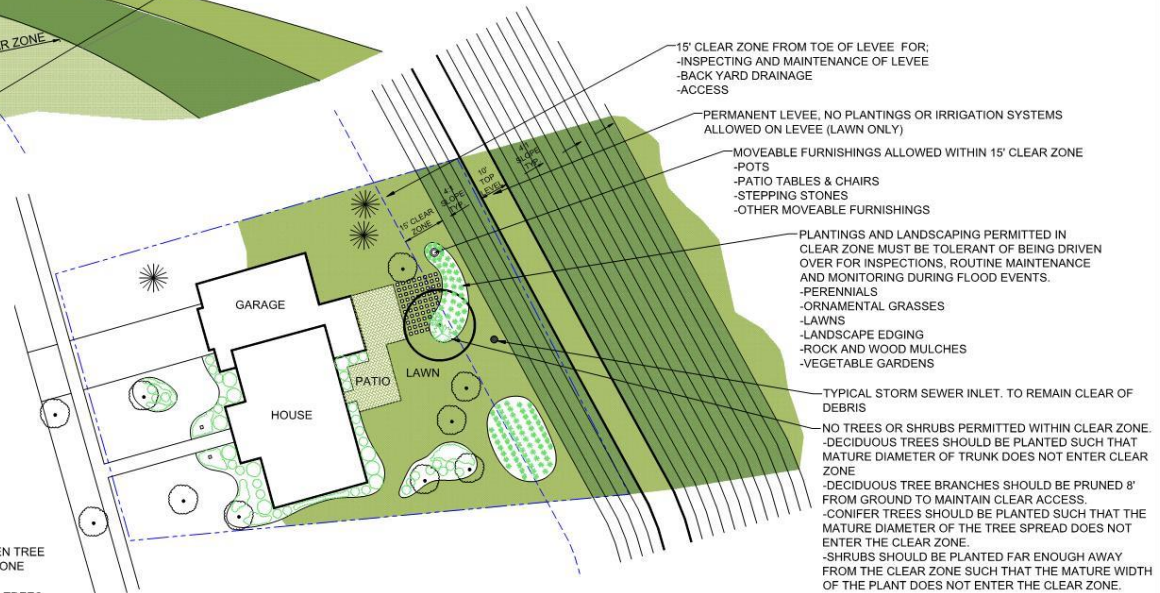 R ZONE
15' CLEAR ZONE FROM TOE OF LEVEE FOR;
-INSPECTING AND MAINTENANCE OF LEVEE
-BACK YARD DRAINAGE
-ACCESS
PERMANENT LEVEE, NO PLANTINGS OR IRRIGATION SYSTEMS
ALLOWED ON LEVEE (LAWN ONLY)
MOVEABLE FURNISHINGS ALLOWED WITHIN 15' CLEAR ZONE
-POTS
-PATIO TABLES & CHAIRS
-STEPPING STONES
-OTHER MOVEABLE FURNISHINGS
PLANTINGS AND LANDSCAPING PERMITTED IN
CLEAR ZONE MUST BE TOLERANT OF BEING DRIVEN
OVER FOR INSPECTIONS, ROUTINE MAINTENANCE
AND MONITORING DURING FLOOD EVENTS.
-PERENNIALS
-ORNAMENTAL GRASSES
-LAWNS
-LANDSCAPE EDGING
-ROCK AND WOOD MULCHES
-VEGETABLE GARDENS
TYPICAL STORM SEWER INLET. TO REMAIN CLEAR OF
DEBRIS
NO TREES OR SHRUBS PERMITTED WITHIN CLEAR ZONE.
-DECIDUOUS TREES SHOULD BE PLANTED SUCH THAT
MATURE DIAMETER OF TRUNK DOES NOT ENTER CLEAR
ZONE
-DECIDUOUS TREE BRANCHES SHOULD BE PRUNED 8'
FROM GROUND TO MAINTAIN CLEAR ACCESS.
-CONIFER TREES SHOULD BE PLANTED SUCH THAT THE
MATURE DIAMETER OF THE TREE SPREAD DOES NOT
ENTER THE CLEAR ZONE.
-SHRUBS SHOULD BE PLANTED FAR ENOUGH AWAY
FROM THE CLEAR ZONE SUCH THAT THE MATURE WIDTH
OF THE PLANT DOES NOT ENTER THE CLEAR ZONE.
15' CLEAR
ZONE
SLOPE
TYP
10'
TOP
LEVEL
SLOPE
TYP
GARAGE
HOUSE
PATIO
LAWN
EN TREE
ONE